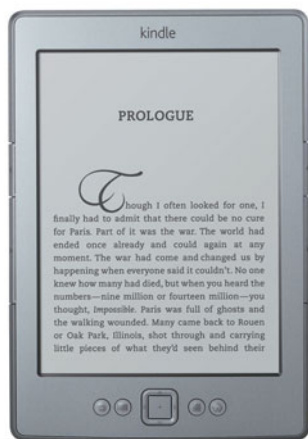 kindle
PROLOGUE
Though I often looked for one, I
finally had to admit that there could be no cure
for Paris. Part of it was the war. The world had
ended once already and could again at any
moment. The war had come and changed us by
happening when everyone said it couldn't. No one
knew how many had died, but when you heard the
numbers—nine million or fourteen million—you
thought, Impossible. Paris was full of ghosts and
the walking wounded. Many came back to Rouen
or Oak Park, Illinois, shot through and carrying
little pieces of what they'd seen behind their